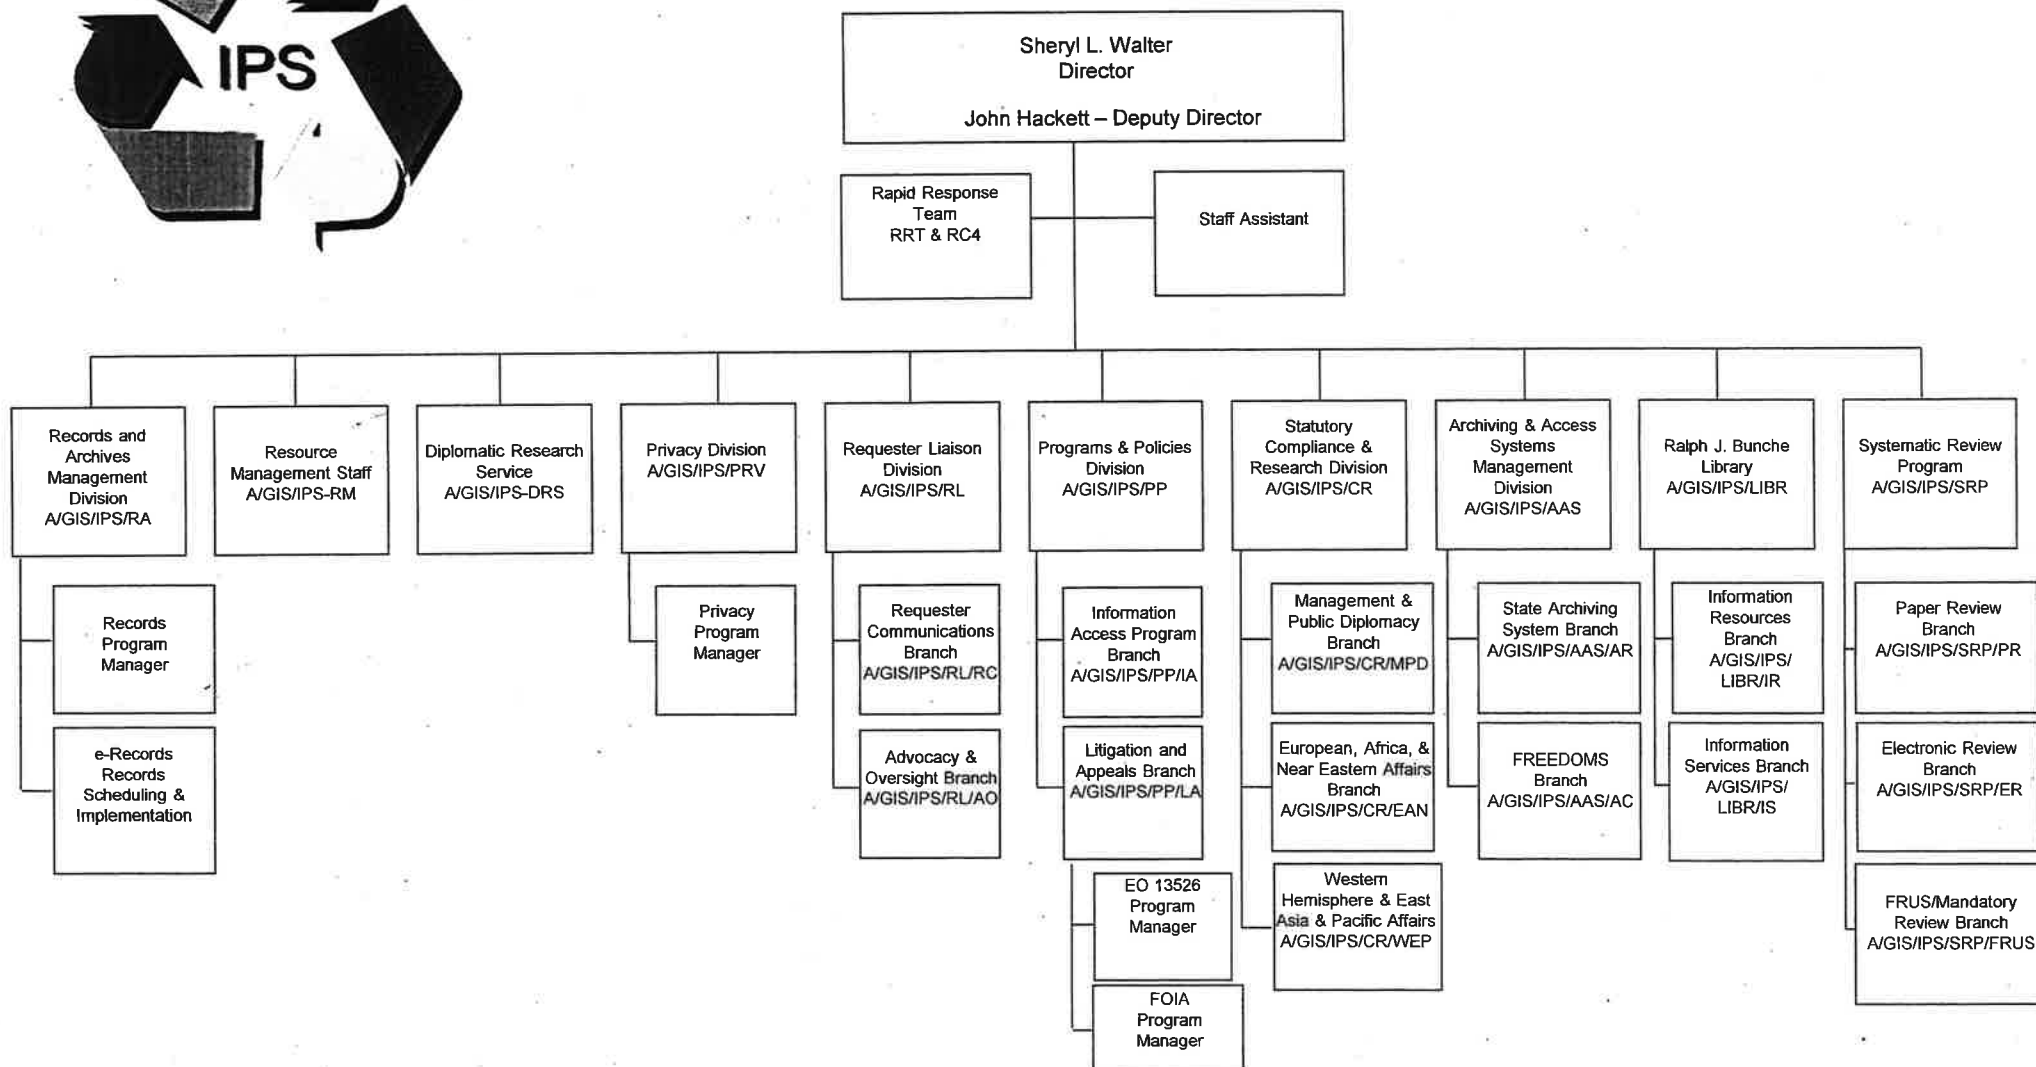 IPS
Sheryl L. Walter
Director
John Hackett – Deputy Director
Rapid Response
Team
RRT & RC4
Staff Assistant
Records and
Archives
Management
Division
A/GIS/IPS/RA
Resource
Management Staff
A/GIS/IPS-RM
Diplomatic Research
Service
A/GIS/IPS-DRS
Privacy Division
A/GIS/IPS/PRV
Requester Liaison
Division
A/GIS/IPS/RL
Programs & Policies
Division
A/GIS/IPS/PP
Statutory
Compliance &
Research Division
A/GIS/IPS/CR
Archiving & Access
Systems
Management
Division
A/GIS/IPS/AAS
Ralph J. Bunche
Library
A/GIS/IPS/LIBR
Systematic Review
Program
A/GIS/IPS/SRP
Records
Program
Manager
Privacy
Program
Manager
Requester
Communications
Branch
A/GIS/IPS/RL/RC
Information
Access Program
Branch
A/GIS/IPS/PP/IA
Management &
Public Diplomacy
Branch
A/GIS/IPS/CR/MPD
State Archiving
System Branch
A/GIS/IPS/AAS/AR
Information
Resources
Branch
A/GIS/IPS/
LIBR/IR
Paper Review
Branch
A/GIS/IPS/SRP/PR
e-Records
Records
Scheduling &
Implementation
Advocacy &
Oversight Branch
A/GIS/IPS/RL/AO
Litigation and
Appeals Branch
A/GIS/IPS/PP/LA
European, Africa, &
Near Eastern Affairs
Branch
A/GIS/IPS/CR/EAN
FREEDOMS
Branch
A/GIS/IPS/AAS/AC
Information
Services Branch
A/GIS/IPS/
LIBR/IS
Electronic Review
Branch
A/GIS/IPS/SRP/ER
EO 13526
Program
Manager
Western
Hemisphere & East
Asia & Pacific Affairs
A/GIS/IPS/CR/WEP
FRUS/Mandatory
Review Branch
A/GIS/IPS/SRP/FRUS
FOIA
Program
Manager